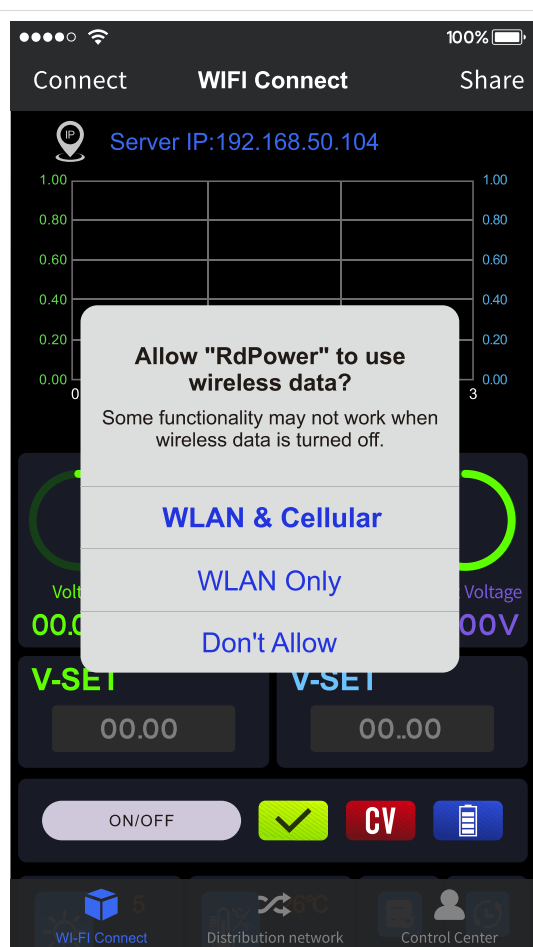 100%
Connect WIFI Connect Share
IP
Server IP:192.168.50.104
1.00 1.00
0.80 0.80
0.60 0.60
0.40 0.40
0.20 0.20
0.00 0.00
0 3
Allow "RdPower" to use
wireless data?
Some functionality may not work when
wireless data is turned off.
WLAN & Cellular
WLAN Only
Don't Allow
Volt Voltage
00.0 00V
V-SET V-SET
00.00 00..00
ON/OFF CV
5 6°C
WI-FI Connect Distribution network Control Center